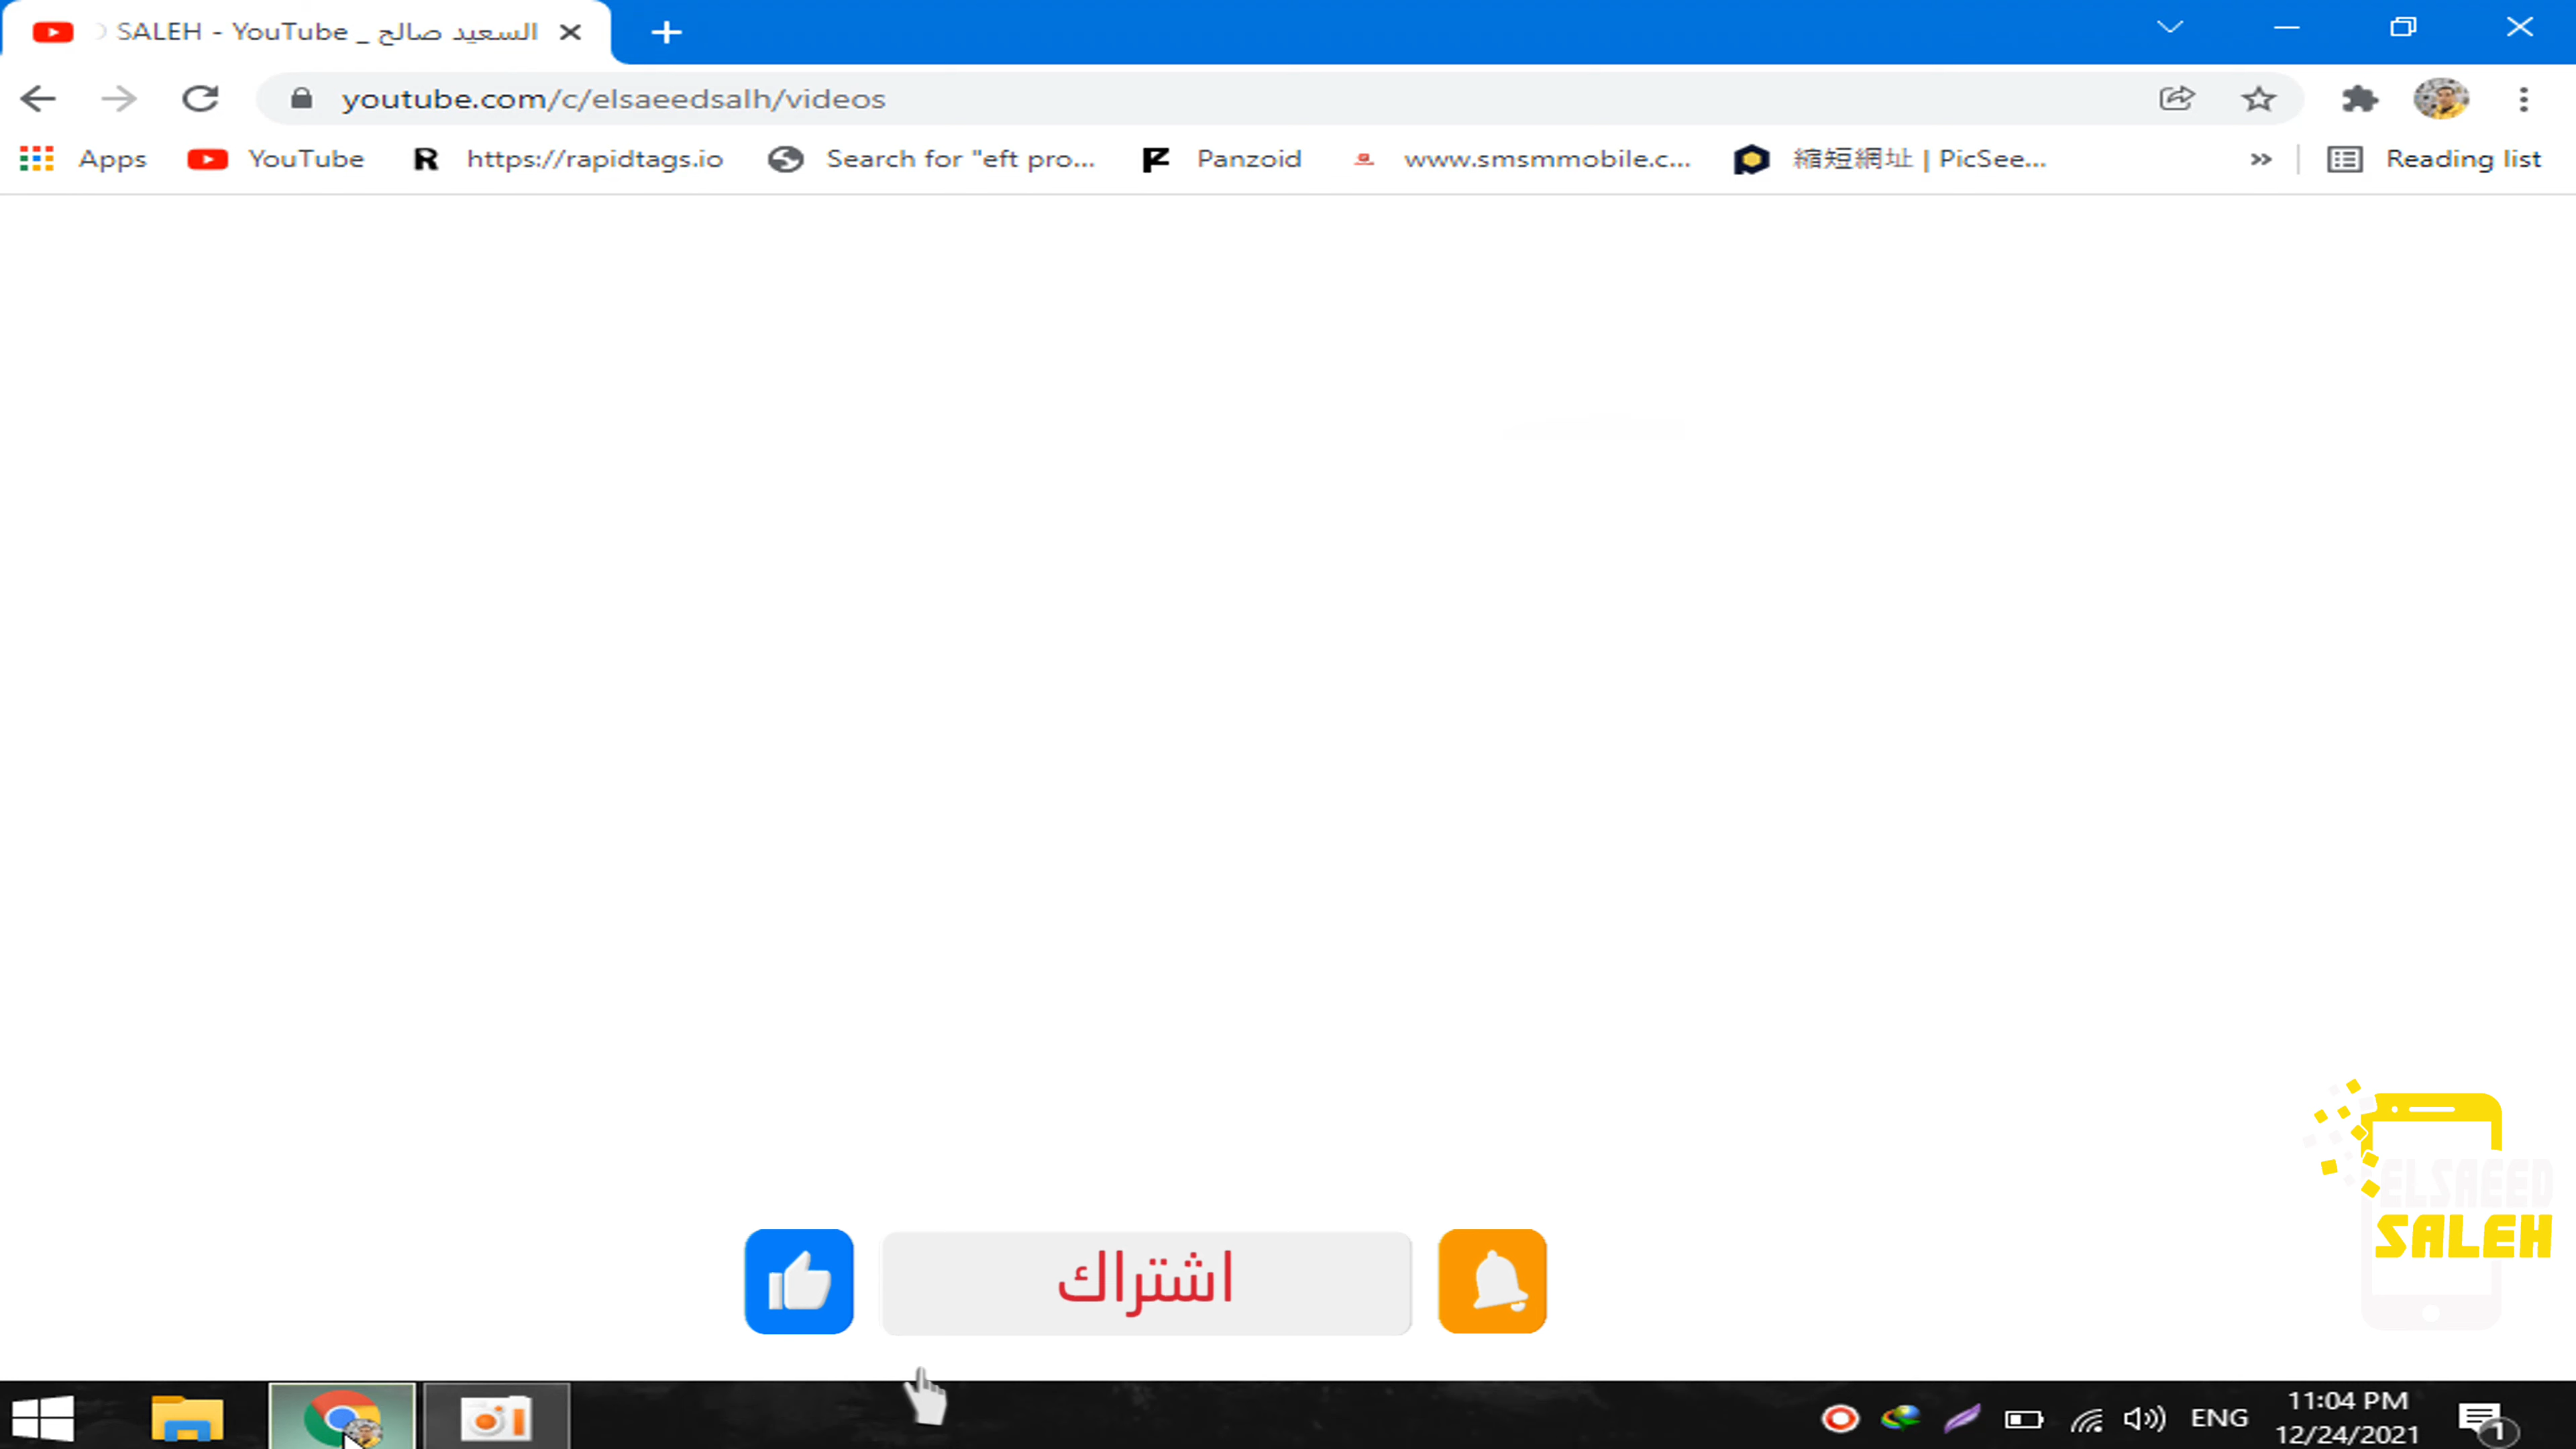 SALEH - YouTube _ السعيد صالح
youtube.com/c/elsaeedsalh/videos
Apps YouTube https://rapidtags.io Search for "eft pro... Panzoid www.smsmmobile.c... 縮短網址 | PicSee... Reading list
ELSAEED
SALEH
اشتراك
ENG
11:04 PM
12/24/2021
1